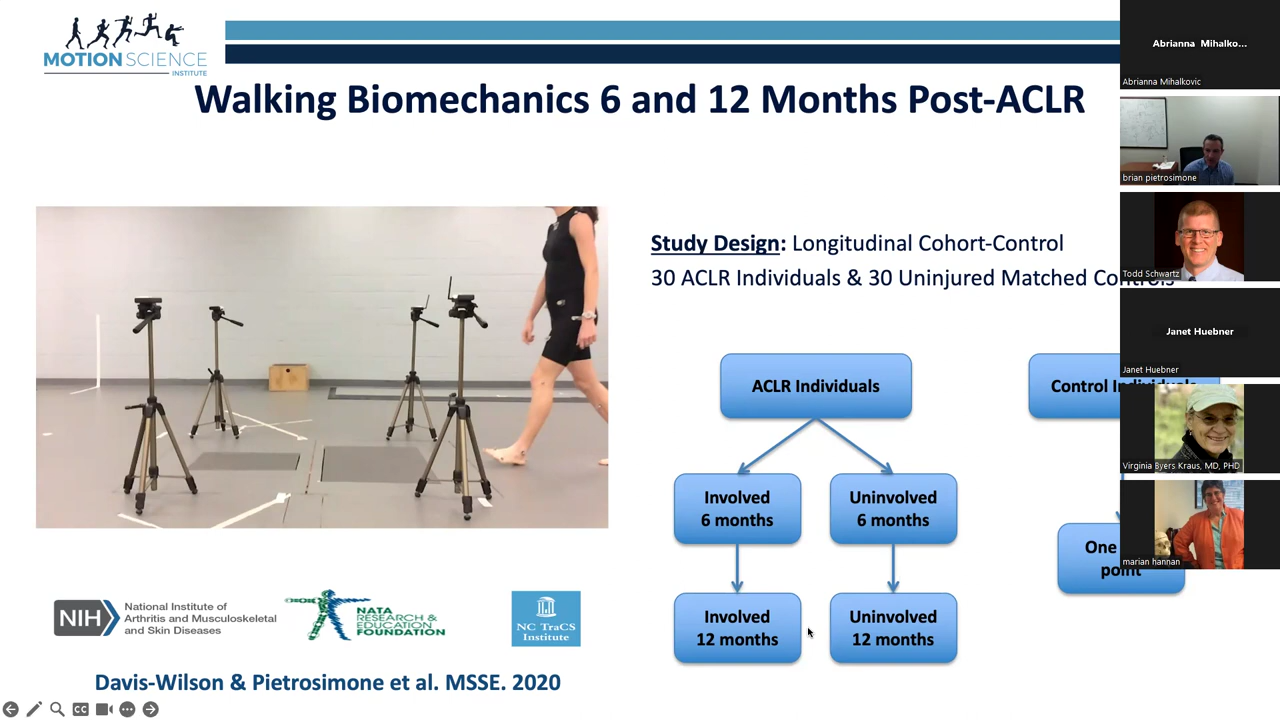 MOTION SCIENCE
INSTITUTE
Walking Biomechanics 6 and 12 Months Post-ACLR
Study Design: Longitudinal Cohort-Control
30 ACLR Individuals & 30 Uninjured Matched Controls
ACLR Individuals
Control Individuals
Involved
6 months
Uninvolved
6 months
One
point
Involved
12 months
Uninvolved
12 months
NIH
National Institute of
Arthritis and Musculoskeletal
and Skin Diseases
NATA
RESEARCH &
EDUCATION
FOUNDATION
NC TraCS
Institute
Davis-Wilson & Pietrosimone et al. MSSE. 2020
CC
Abrianna Mihalko...
Abrianna Mihalkovic
brian pietrosimone
Todd Schwartz
Janet Huebner
Janet Huebner
Virginia Byers Kraus, MD, PHD
marian hannan